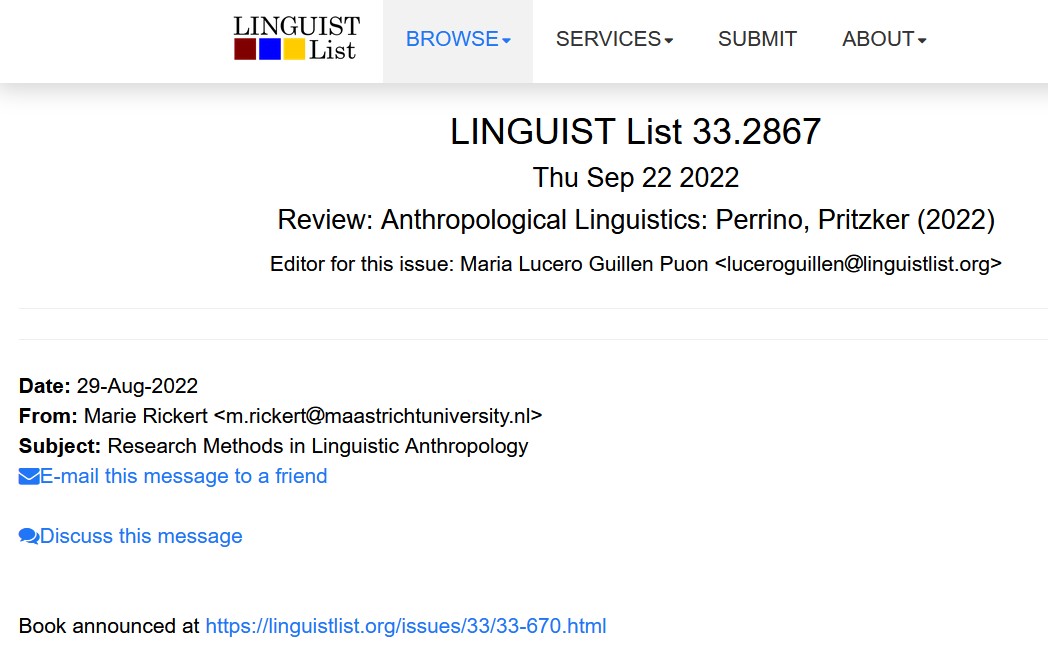 LINGUIST
List
BROWSE SERVICES SUBMIT ABOUT
LINGUIST List 33.2867
Thu Sep 22 2022
Review: Anthropological Linguistics: Perrino, Pritzker (2022)
Editor for this issue: Maria Lucero Guillen Puon <luceroguillen@linguistlist.org>
Date: 29-Aug-2022
From: Marie Rickert <m.rickert@maastrichtuniversity.nl>
Subject: Research Methods in Linguistic Anthropology
E-mail this message to a friend
Discuss this message
Book announced at https://linguistlist.org/issues/33/33-670.html